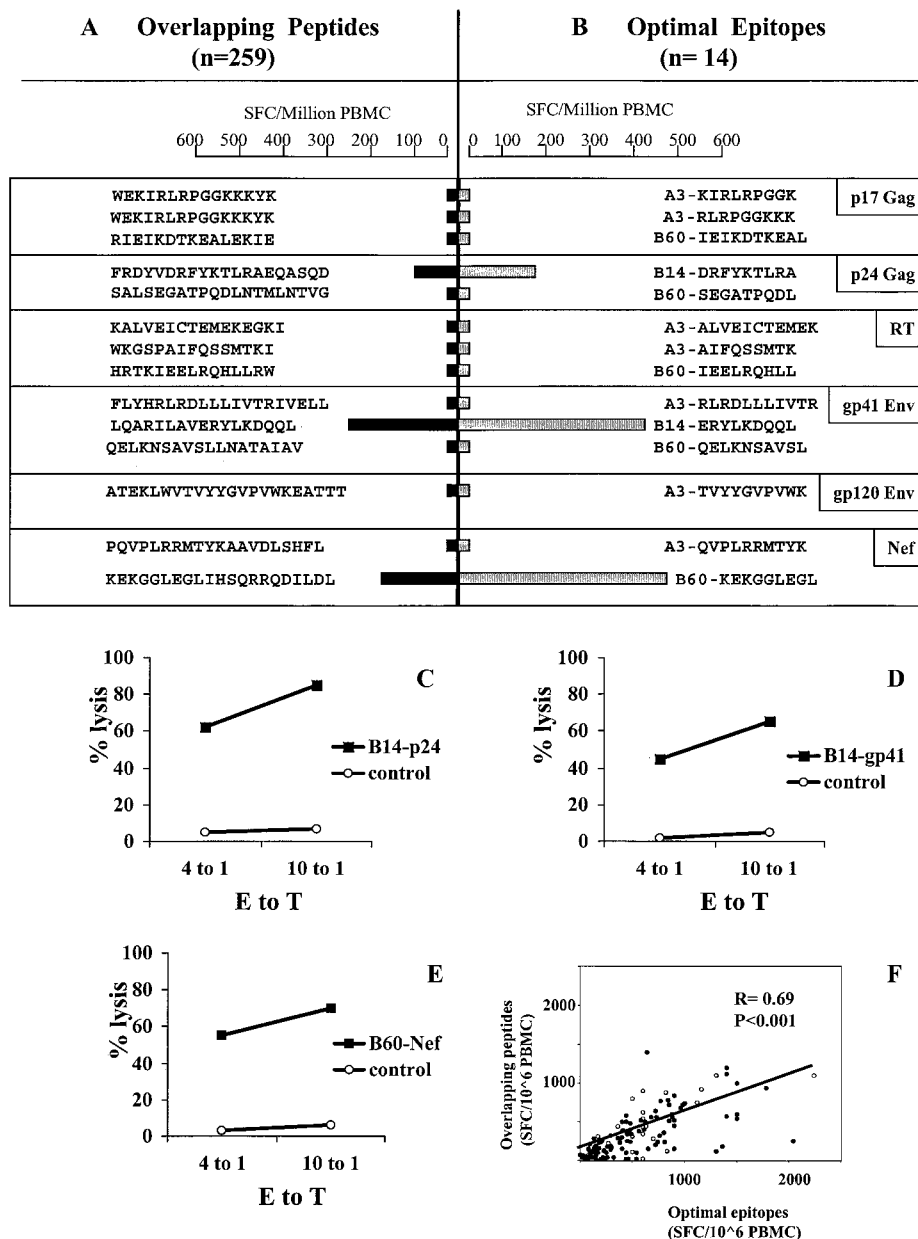 A Overlapping Peptides
(n=259)
B Optimal Epitopes
(n= 14)
SFC/Million PBMC
600 500 400 300 200 100 0
SFC/Million PBMC
0 100 200 300 400 500 600
WEKIRLRPGGKKKYK
A3-KIRLRPGGK
p17 Gag
WEKIRLRPGGKKKYK
A3-RLRPGGKKK
RIEIKDTKEALEKIE
B60-IEIKDTKEAL
FRDYVDRFYKTLRAEQASQD
B14-DRFYKTLRA
p24 Gag
SALSEGATPQDLNTMLNTVG
B60-SEGATPQDL
KALVEICTEMEKEGKI
A3-ALVEICTEMEK
RT
WKGSPAIFQSSMTKI
A3-AIFQSSMTK
HRTKIEELRQHLLRW
B60-IEELRQHLL
FLYHRLRDLLLIVTRIVELL
A3-RLRDLLLIVTR
gp41 Env
LQARILAVERYLKDQQL
B14-ERYLKDQQL
QELKNSAVSLLNATAIAV
B60-QELKNSAVSL
ATEKLWVTVYYGVPVWKEATTT
A3-TVYYGVPVWK
gp120 Env
PQVPLRRMTYKAAVDLSHFL
A3-QVPLRRMTYK
Nef
KEKGGLEGLIHSQRRQDILDL
B60-KEKGGLEGL
C
% lysis
100
80
60
40
20
0
B14-p24
control
4 to 1 10 to 1
E to T
D
% lysis
100
80
60
40
20
0
B14-gp41
control
4 to 1 10 to 1
E to T
E
% lysis
100
80
60
40
20
0
B60-Nef
control
4 to 1 10 to 1
E to T
F
R= 0.69
P<0.001
Overlapping peptides
(SFC/10^6 PBMC)
2000
1000
1000 2000
Optimal epitopes
(SFC/10^6 PBMC)